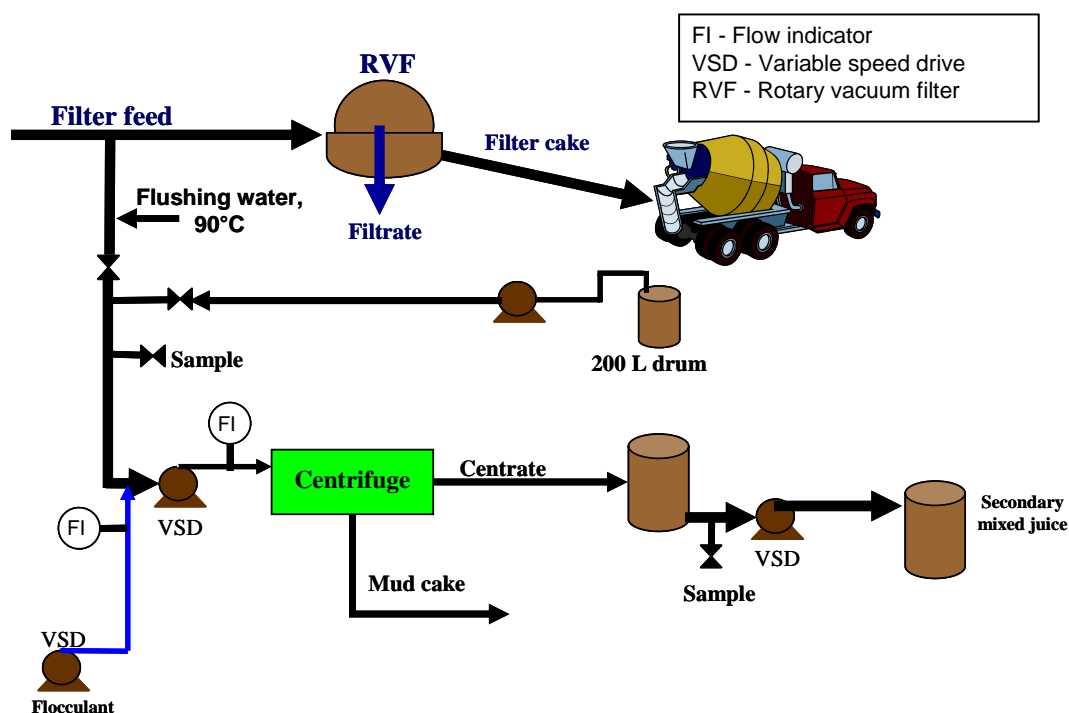 FI - Flow indicator
VSD - Variable speed drive
RVF - Rotary vacuum filter
RVF
Filter feed
Filter cake
Flushing water,
90°C
Filtrate
Sample
200 L drum
FI
Centrifuge
Centrate
FI
VSD
Secondary
mixed juice
VSD
Mud cake
Sample
VSD
Flocculant